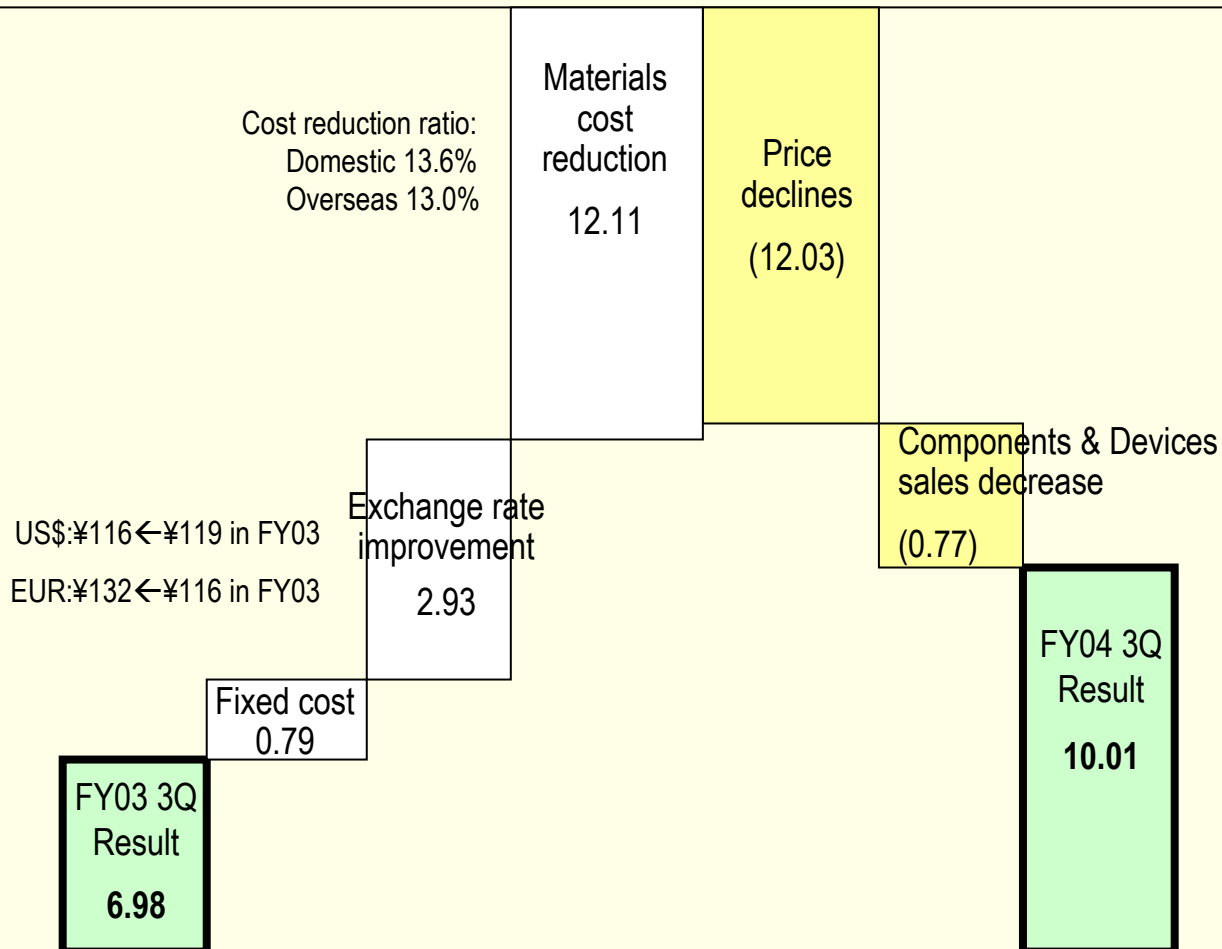 Cost reduction ratio:
Domestic 13.6%
Overseas 13.0%
Materials
cost
reduction
12.11
Price
declines
(12.03)
US$:¥116←¥119 in FY03
EUR:¥132←¥116 in FY03
Exchange rate
improvement
2.93
Components & Devices
sales decrease
(0.77)
Fixed cost
0.79
FY03 3Q
Result
6.98
FY04 3Q
Result
10.01